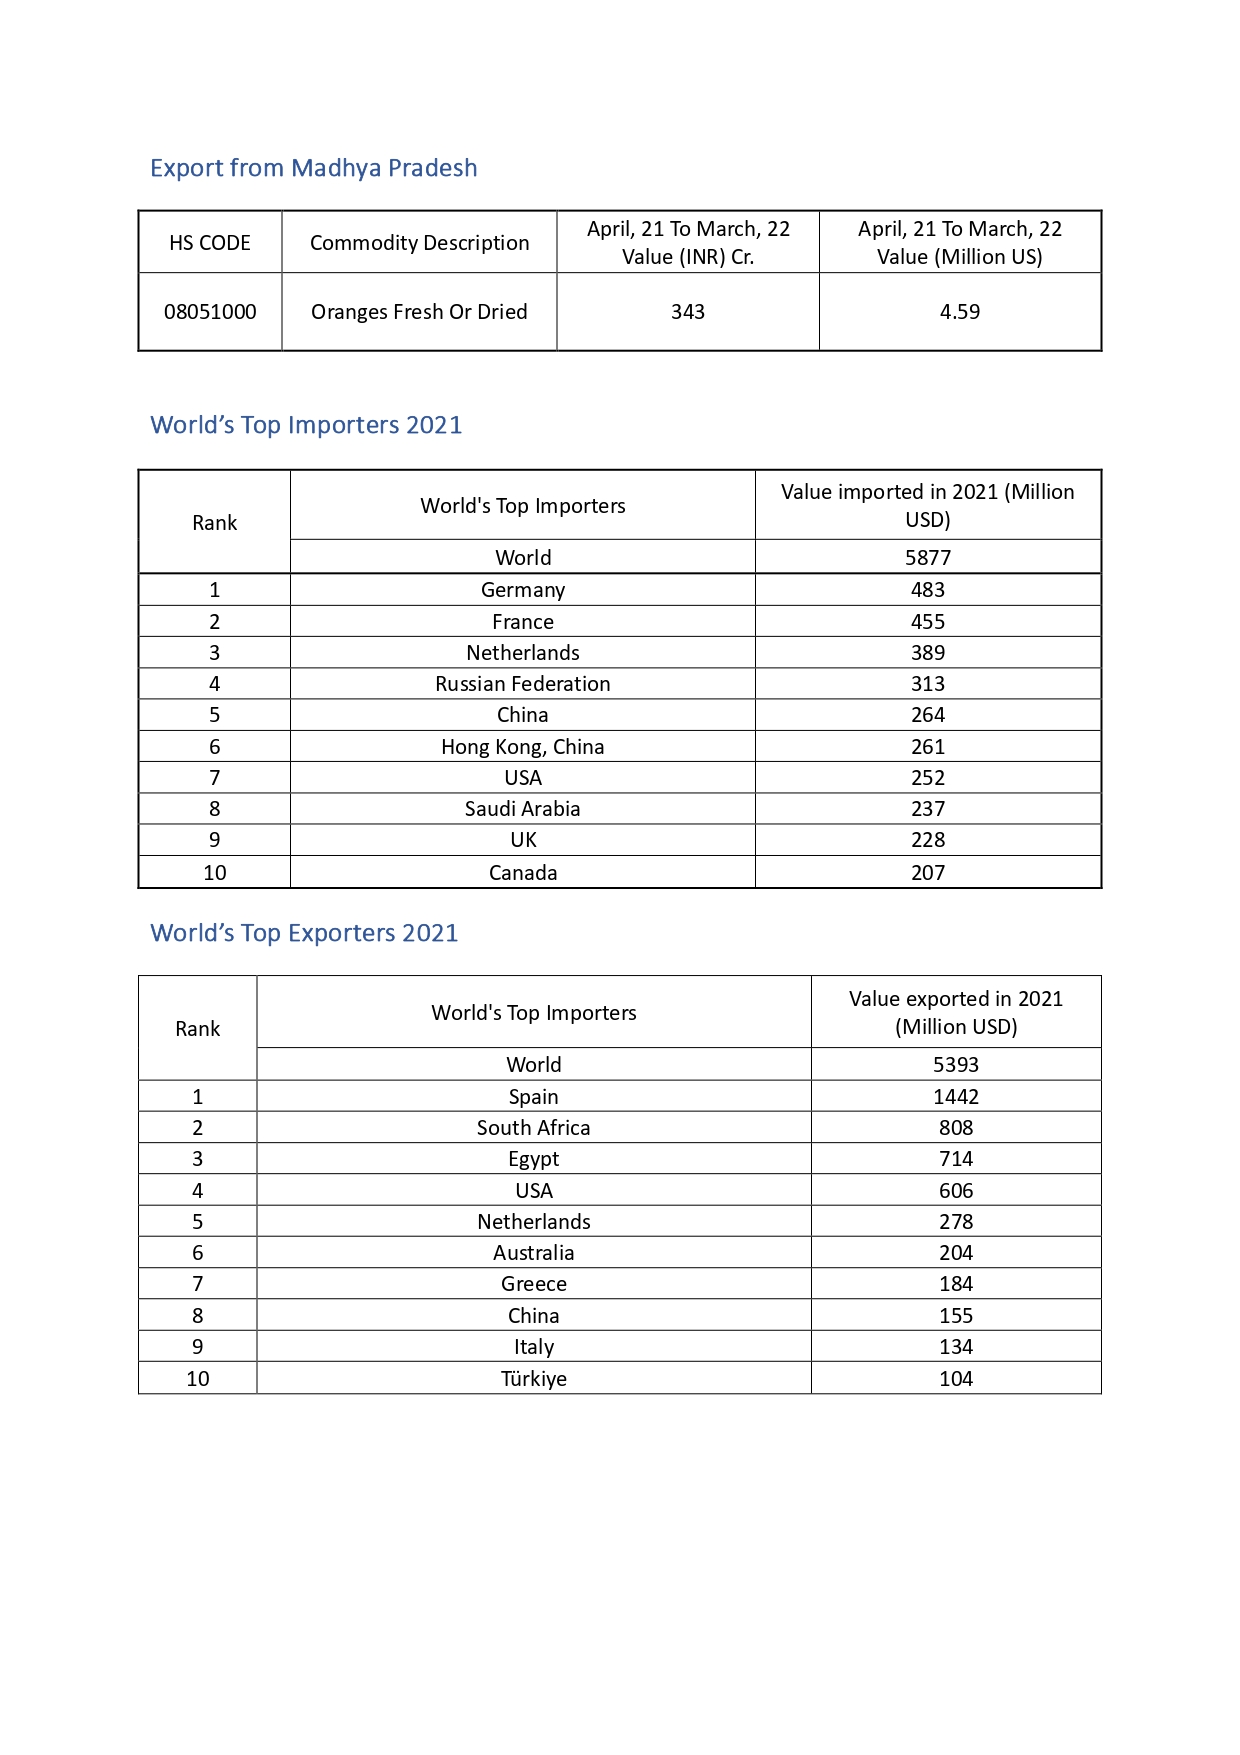 Export from Madhya Pradesh
HS CODE Commodity Description April, 21 To March, 22 Value (INR) Cr. April, 21 To March, 22 Value (Million US)
08051000 Oranges Fresh Or Dried 343 4.59
World’s Top Importers 2021
Rank World's Top Importers Value imported in 2021 (Million USD)
World 5877
1 Germany 483
2 France 455
3 Netherlands 389
4 Russian Federation 313
5 China 264
6 Hong Kong, China 261
7 USA 252
8 Saudi Arabia 237
9 UK 228
10 Canada 207
World’s Top Exporters 2021
Rank World's Top Importers Value exported in 2021 (Million USD)
World 5393
1 Spain 1442
2 South Africa 808
3 Egypt 714
4 USA 606
5 Netherlands 278
6 Australia 204
7 Greece 184
8 China 155
9 Italy 134
10 Türkiye 104